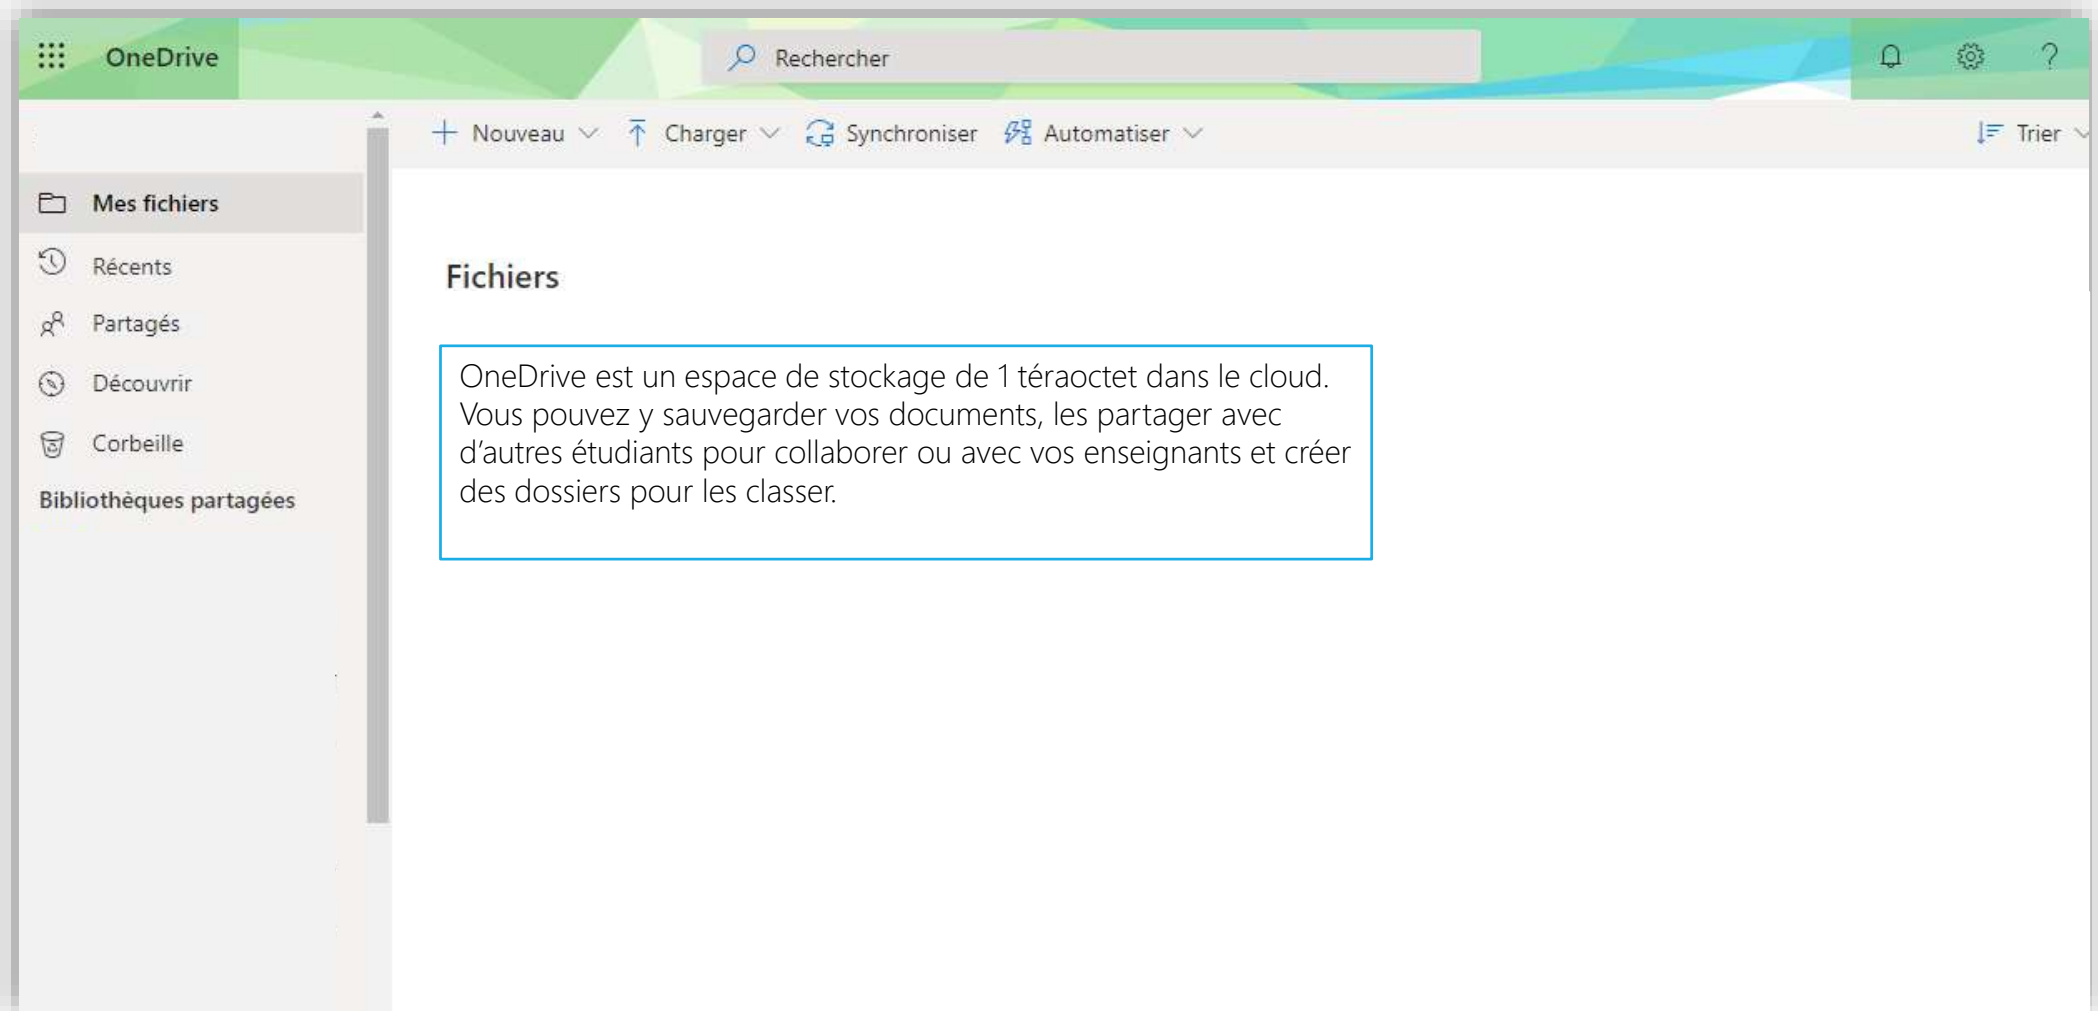 OneDrive
Rechercher
?
Nouveau
Charger
Synchroniser
Automatiser
Trier
Mes fichiers
Récents
Partagés
Découvrir
Corbeille
Bibliothèques partagées
Fichiers
OneDrive est un espace de stockage de 1 téraoctet dans le cloud.
Vous pouvez y sauvegarder vos documents, les partager avec
d'autres étudiants pour collaborer ou avec vos enseignants et créer
des dossiers pour les classer.